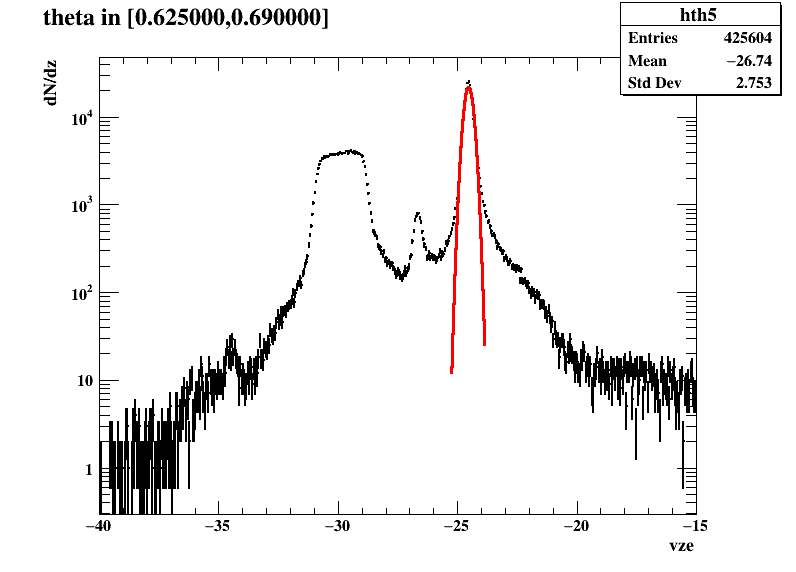 theta in [0.625000,0.690000]
hth5
Entries 425604
Mean −26.74
Std Dev 2.753
dN/dz
10^4
10^3
10^2
10
1
−40 −35 −30 −25 −20 −15
vze